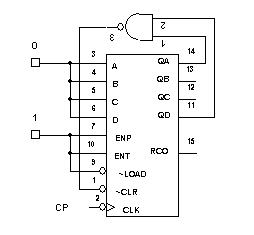 3
2
1
0
3
A
QA
14
13
4
B
QB
12
5
C
QC
11
6
D
QD
1
7
ENP
10
ENT
RCO
15
9
~LOAD
1
~CLR
CP
2
CLK